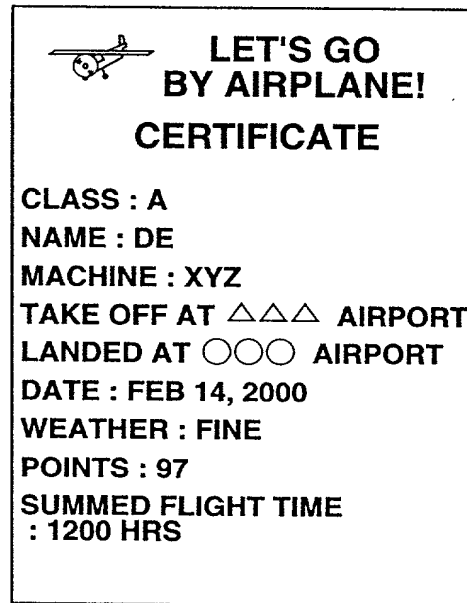 LET'S GO
BY AIRPLANE!
CERTIFICATE
CLASS : A
NAME : DE
MACHINE : XYZ
TAKE OFF AT △△△ AIRPORT
LANDED AT ○○○ AIRPORT
DATE : FEB 14, 2000
WEATHER : FINE
POINTS : 97
SUMMED FLIGHT TIME
: 1200 HRS